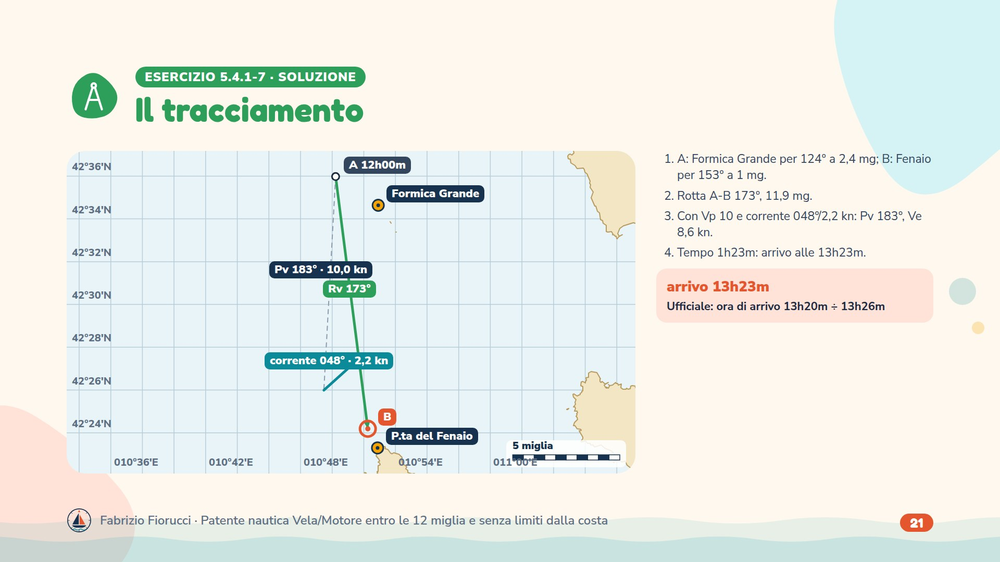 ESERCIZIO 5.4.1-7 · SOLUZIONE
Il tracciamento
42°36'N
42°34'N
42°32'N
42°30'N
42°28'N
42°26'N
42°24'N
A 12h00m
Formica Grande
Pv 183° · 10,0 kn
Rv 173°
corrente 048° · 2,2 kn
B
P.ta del Fenaio
5 miglia
010°36'E
010°42'E
010°48'E
010°54'E
011°00'E
1. A: Formica Grande per 124° a 2,4 mg; B: Fenaio
per 153° a 1 mg.
2. Rotta A-B 173°, 11,9 mg.
3. Con Vp 10 e corrente 048°/2,2 kn: Pv 183°, Ve
8,6 kn.
4. Tempo 1h23m: arrivo alle 13h23m.
arrivo 13h23m
Ufficiale: ora di arrivo 13h20m ÷ 13h26m
Fabrizio Fiorucci · Patente nautica Vela/Motore entro le 12 miglia e senza limiti dalla costa
21